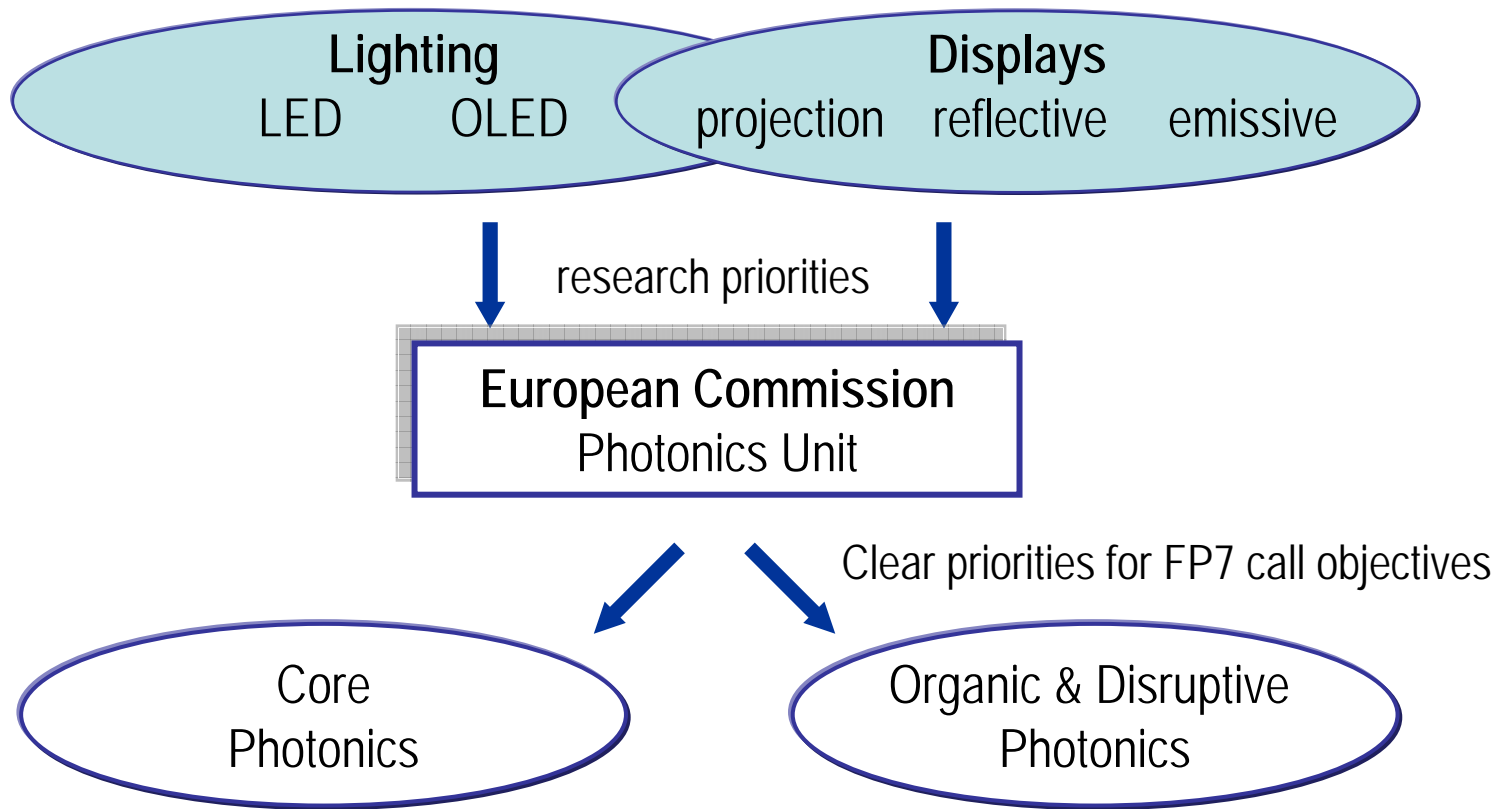 Lighting
LED OLED
Displays
projection reflective emissive
research priorities
European Commission
Photonics Unit
Clear priorities for FP7 call objectives
Core
Photonics
Organic & Disruptive
Photonics